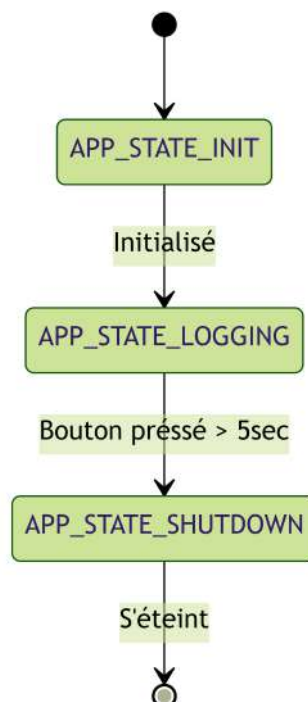 APP_STATE_INIT
Initialisé
APP_STATE_LOGGING
Bouton préssé > 5sec
APP_STATE_SHUTDOWN
S'éteint